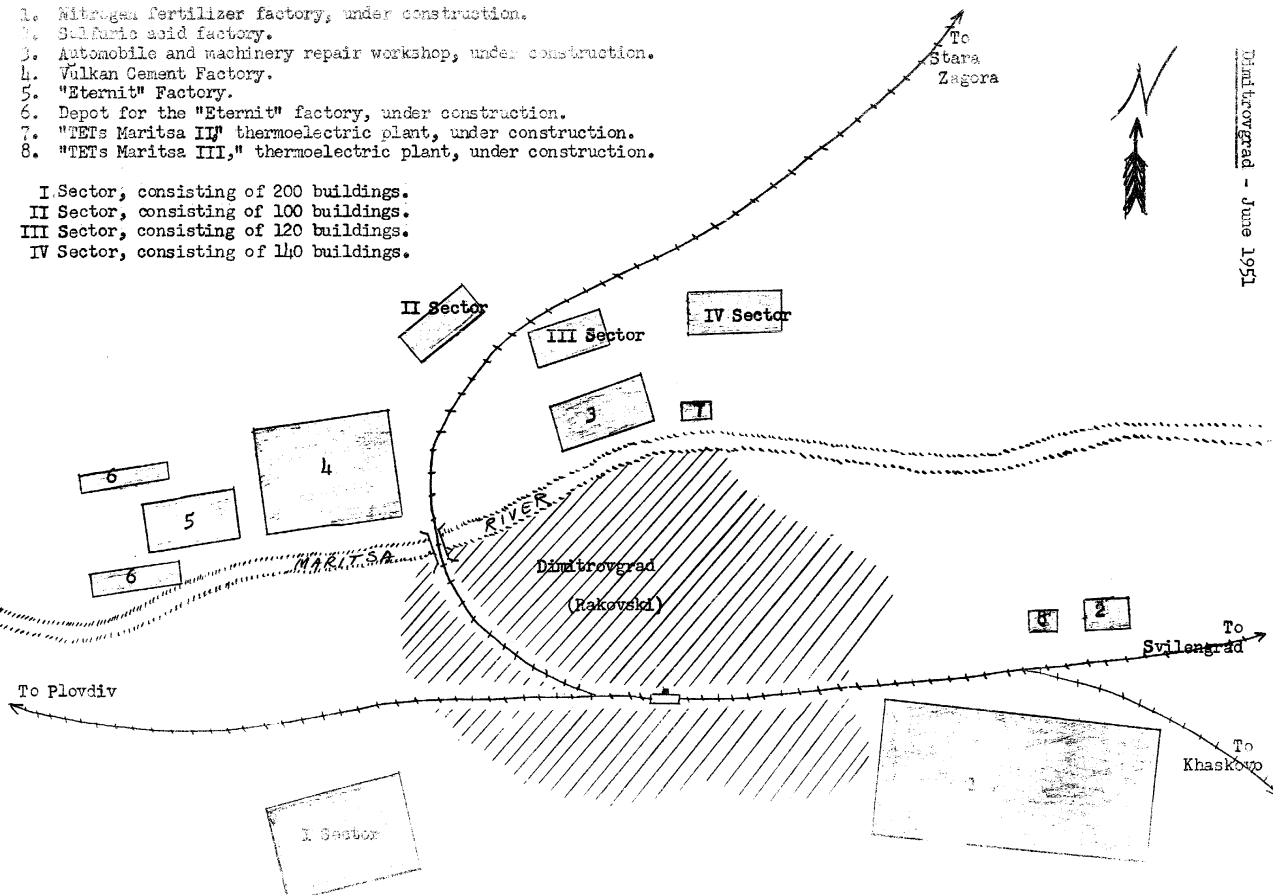 1. Nitrogen fertilizer factory, under construction.
2. Sulfuric acid factory.
3. Automobile and machinery repair workshop, under construction.
4. Vulkan Cement Factory.
5. "Eternit" Factory.
6. Depot for the "Eternit" factory, under construction.
7. "TETs Maritsa II," thermoelectric plant, under construction.
8. "TETs Maritsa III," thermoelectric plant, under construction.
I Sector, consisting of 200 buildings.
II Sector, consisting of 100 buildings.
III Sector, consisting of 120 buildings.
IV Sector, consisting of 140 buildings.
To
Stara
Zagora
N
Dimitrovgrad - June 1951
II Sector
III Sector
IV Sector
3
7
4
6
5
6
MARITSA
RIVER
Dimitrovgrad
(Rakovski)
8
2
To
Svilengrad
To Plovdiv
To
Khaskovo
1
I Sector